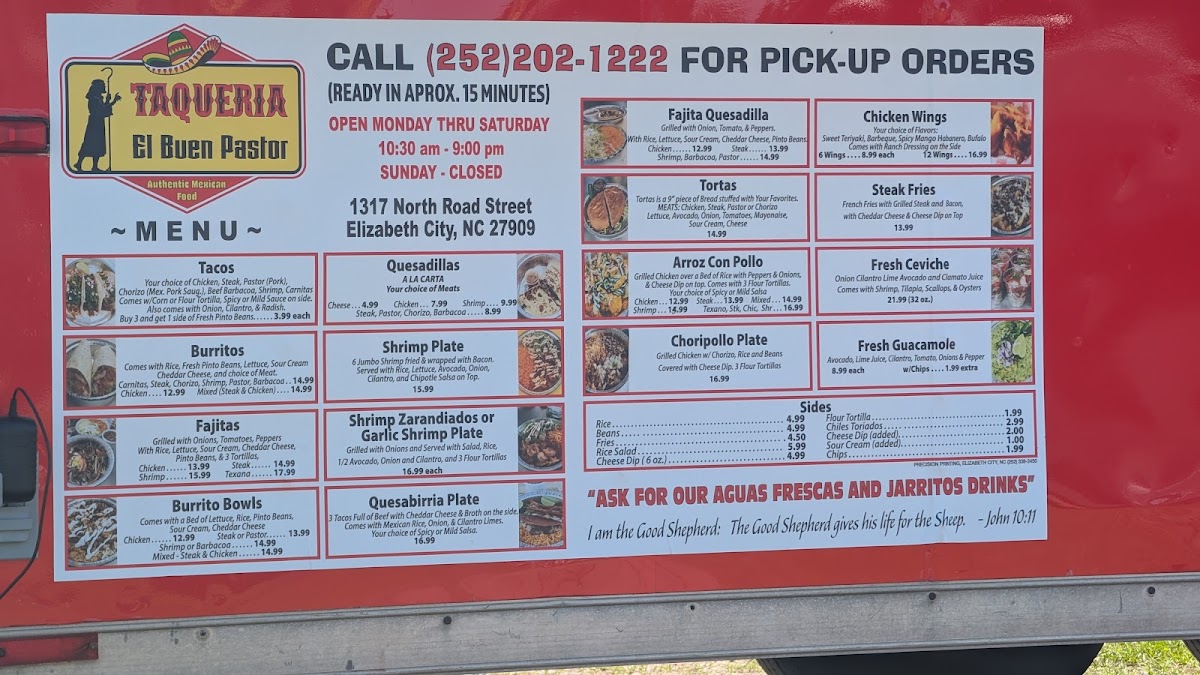 TAQUERIA
El Buen Pastor
Authentic Mexican
Food
~ M E N U ~
CALL (252)202-1222 FOR PICK-UP ORDERS
(READY IN APROX. 15 MINUTES)
OPEN MONDAY THRU SATURDAY
10:30 am - 9:00 pm
SUNDAY - CLOSED
1317 North Road Street
Elizabeth City, NC 27909
Tacos
Your choice of Chicken, Steak, Pastor (Pork),
Chorizo (Mex. Pork Saug.), Beef Barbacoa, Shrimp, Carnitas
Comes w/Corn or Flour Tortilla, Spicy or Mild Sauce on side.
Also comes with Onion, Cilantro, & Radish.
Buy 3 and get 1 side of Fresh Pinto Beans......3.99 each
Burritos
Comes with Rice, Fresh Pinto Beans, Lettuce, Sour Cream
Cheddar Cheese, and choice of Meat.
Carnitas, Steak, Chorizo, Shrimp, Pastor, Barbacoa . . 14.99
Chicken .... 12.99 Mixed (Steak & Chicken) .... 14.99
Fajitas
Grilled with Onions, Tomatoes, Peppers
With Rice, Lettuce, Sour Cream, Cheddar Cheese,
Pinto Beans, & 3 Tortillas,
Chicken ...... 13.99 Steak ...... 14.99
Shrimp ...... 15.99 Texana ..... 17.99
Burrito Bowls
Comes with a Bed of Lettuce, Rice, Pinto Beans,
Sour Cream, Cheddar Cheese
Chicken ...... 12.99 Steak or Pastor...... 13.99
Shrimp or Barbacoa ...... 14.99
Mixed - Steak & Chicken ...... 14.99
Quesadillas
A LA CARTA
Your choice of Meats
Cheese ... 4.99 Chicken ... 7.99 Shrimp .... 9.99
Steak, Pastor, Chorizo, Barbacoa ..... 8.99
Shrimp Plate
6 Jumbo Shrimp fried & wrapped with Bacon.
Served with Rice, Lettuce, Avocado, Onion,
Cilantro, and Chipotle Salsa on Top.
15.99
Shrimp Zarandiados or
Garlic Shrimp Plate
Grilled with Onions and Served with Salad, Rice,
1/2 Avocado, Onion and Cilantro, and 3 Flour Tortillas
16.99 each
Quesabirria Plate
3 Tacos Full of Beef with Cheddar Cheese & Broth on the side.
Comes with Mexican Rice, Onion, & Cilantro Limes.
Your choice of Spicy or Mild Salsa.
16.99
Fajita Quesadilla
Grilled with Onion, Tomato, & Peppers.
With Rice, Lettuce, Sour Cream, Cheddar Cheese, Pinto Beans
Chicken ...... 12.99 Steak ...... 13.99
Shrimp, Barbacoa, Pastor ...... 14.99
Tortas
Tortas is a 9" piece of Bread stuffed with Your Favorites.
MEATS: Chicken, Steak, Pastor or Chorizo
Lettuce, Avocado, Onion, Tomatoes, Mayonaise,
Sour Cream, Cheese
14.99
Arroz Con Pollo
Grilled Chicken over a Bed of Rice with Peppers & Onions,
& Cheese Dip on top. Comes with 3 Flour Tortillas.
Your choice of Spicy or Mild Salsa
Chicken ... 12.99 Steak ... 13.99 Mixed ... 14.99
Shrimp ... 14.99 Texano, Stk, Chic, Shr ... 16.99
Choripollo Plate
Grilled Chicken w/ Chorizo, Rice and Beans
Covered with Cheese Dip. 3 Flour Tortillas
16.99
Chicken Wings
Your choice of Flavors:
Sweet Teriyaki, Barbeque, Spicy Mango Habanero, Bufalo
Comes with Ranch Dressing on the Side
6 Wings .... 8.99 each 12 Wings .... 16.99
Steak Fries
French Fries with Grilled Steak and Bacon,
with Cheddar Cheese & Cheese Dip on Top
13.99
Fresh Ceviche
Onion Cilantro Lime Avocado and Clamato Juice
Comes with Shrimp, Tilapia, Scallops, & Oysters
21.99 (32 oz.)
Fresh Guacamole
Avocado, Lime Juice, Cilantro, Tomato, Onions & Pepper
8.99 each w/Chips .... 1.99 extra
Sides
Rice ........ 4.99
Beans ........ 4.99
Fries ........ 4.50
Rice Salad ........ 5.99
Cheese Dip ( 6 oz.) ........ 4.99
Flour Tortilla ........ 1.99
Chiles Toriados ........ 2.99
Cheese Dip (added) ........ 2.00
Sour Cream (added) ........ 1.00
Chips ........ 1.99
PRECISION PRINTING, ELIZABETH CITY, NC (252) 338-2450
"ASK FOR OUR AGUAS FRESCAS AND JARRITOS DRINKS"
I am the Good Shepherd: The Good Shepherd gives his life for the Sheep. – John 10:11